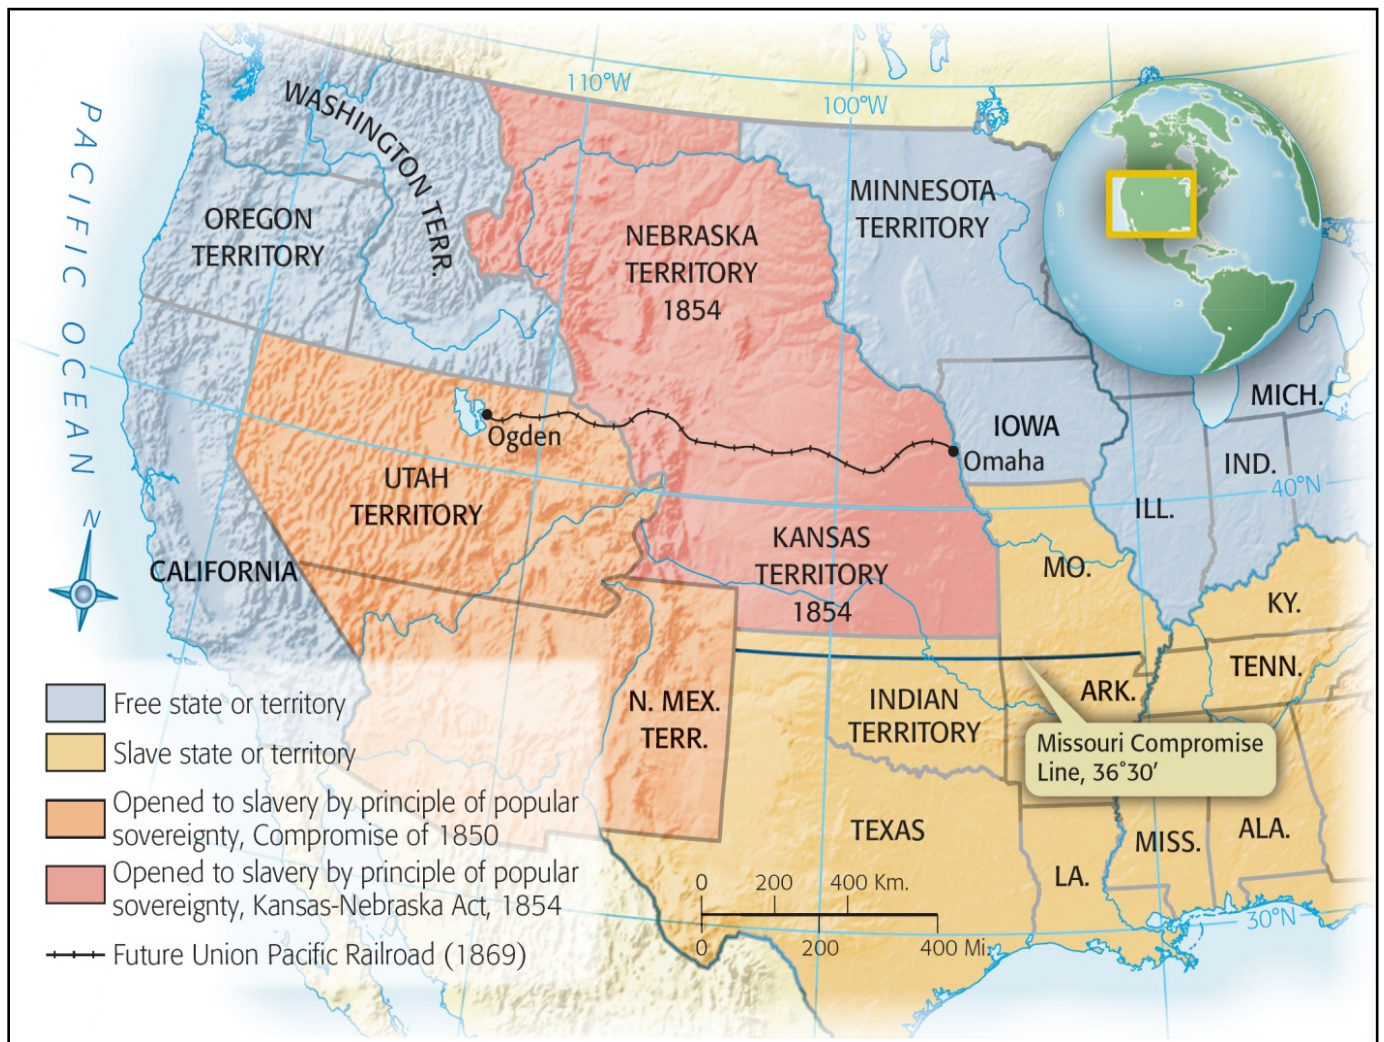 110°W
100°W
PACIFIC OCEAN
WASHINGTON TERR.
OREGON
TERRITORY
NEBRASKA
TERRITORY
1854
MINNESOTA
TERRITORY
MICH.
IOWA
Ogden
Omaha
IND.
40°N
UTAH
TERRITORY
ILL.
N
CALIFORNIA
KANSAS
TERRITORY
1854
MO.
KY.
TENN.
N. MEX.
TERR.
INDIAN
TERRITORY
ARK.
Missouri Compromise
Line, 36°30′
TEXAS
MISS.
ALA.
LA.
30°N
0 200 400 Km.
0 200 400 Mi.
Free state or territory
Slave state or territory
Opened to slavery by principle of popular
sovereignty, Compromise of 1850
Opened to slavery by principle of popular
sovereignty, Kansas-Nebraska Act, 1854
Future Union Pacific Railroad (1869)